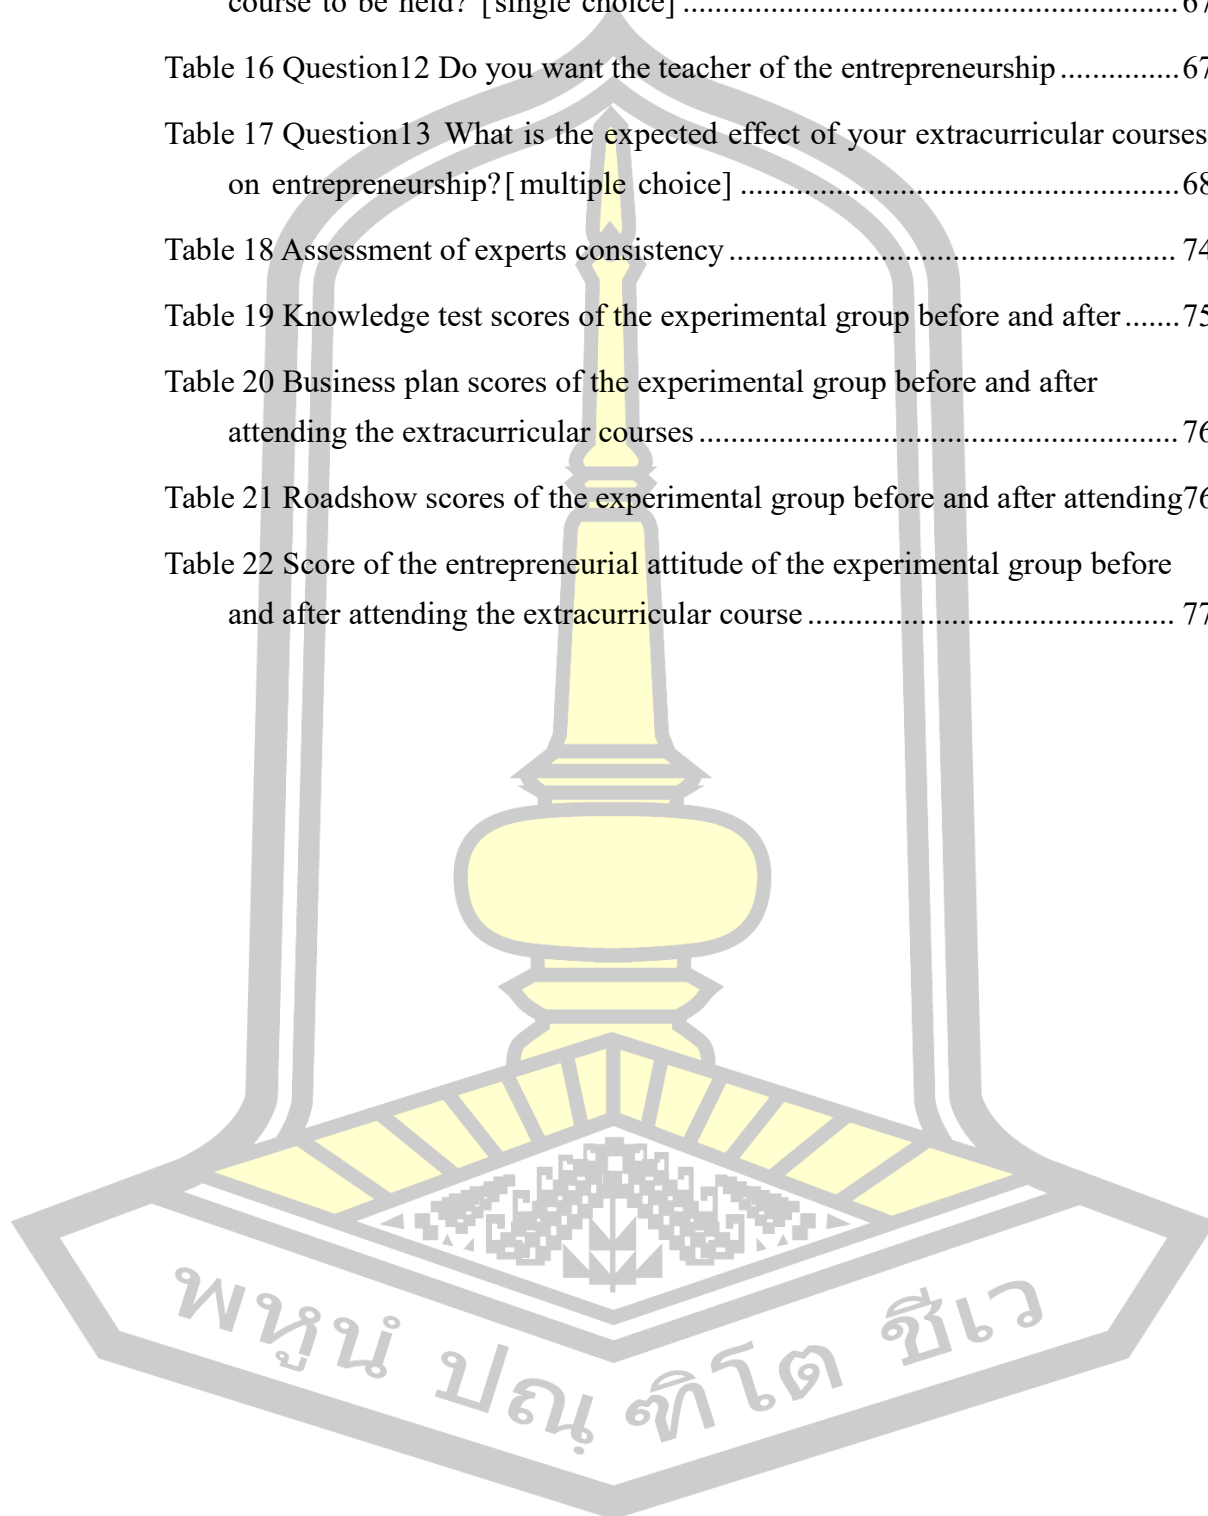 course to be held? [single choice] ............................................................. 67
Table 16 Question12 Do you want the teacher of the entrepreneurship ............... 67
Table 17 Question13 What is the expected effect of your extracurricular courses
on entrepreneurship?[multiple choice] ...................................................... 68
Table 18 Assessment of experts consistency ....................................................... 74
Table 19 Knowledge test scores of the experimental group before and after ....... 75
Table 20 Business plan scores of the experimental group before and after
attending the extracurricular courses ........................................................... 76
Table 21 Roadshow scores of the experimental group before and after attending76
Table 22 Score of the entrepreneurial attitude of the experimental group before
and after attending the extracurricular course .............................................. 77
พหูนํ ปณฺ ฑิโต ชีเว